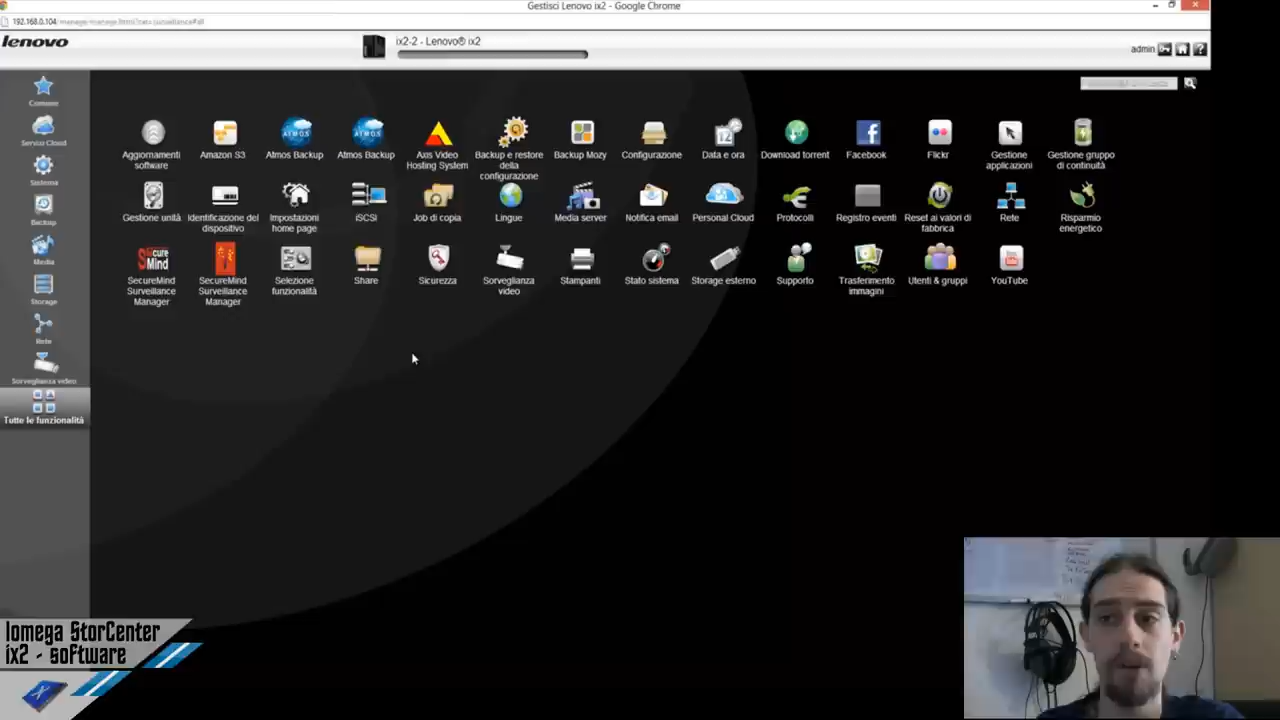 Gestisci Lenovo ix2 - Google Chrome
lenovo
ix2-2 - Lenovo® ix2
admin
Comune
Servizi Cloud
Sistema
Backup
Media
Storage
Rete
Sorveglianza video
Tutte le funzionalità
Aggiornamenti software
Amazon S3
Atmos Backup
Atmos Backup
Axis Video Hosting System
Backup e restore della configurazione
Backup Mozy
Configurazione
Data e ora
Download torrent
Facebook
Flickr
Gestione applicazioni
Gestione gruppo di continuità
Gestione unità
Identificazione del dispositivo
Impostazioni home page
iSCSI
Job di copia
Lingue
Media server
Notifica email
Personal Cloud
Protocolli
Registro eventi
Reset ai valori di fabbrica
Rete
Risparmio energetico
SecureMind Surveillance Manager
SecureMind Surveillance Manager
Selezione funzionalità
Share
Sicurezza
Sorveglianza video
Stampanti
Stato sistema
Storage esterno
Supporto
Trasferimento immagini
Utenti & gruppi
YouTube
Iomega StorCenter
ix2 - software